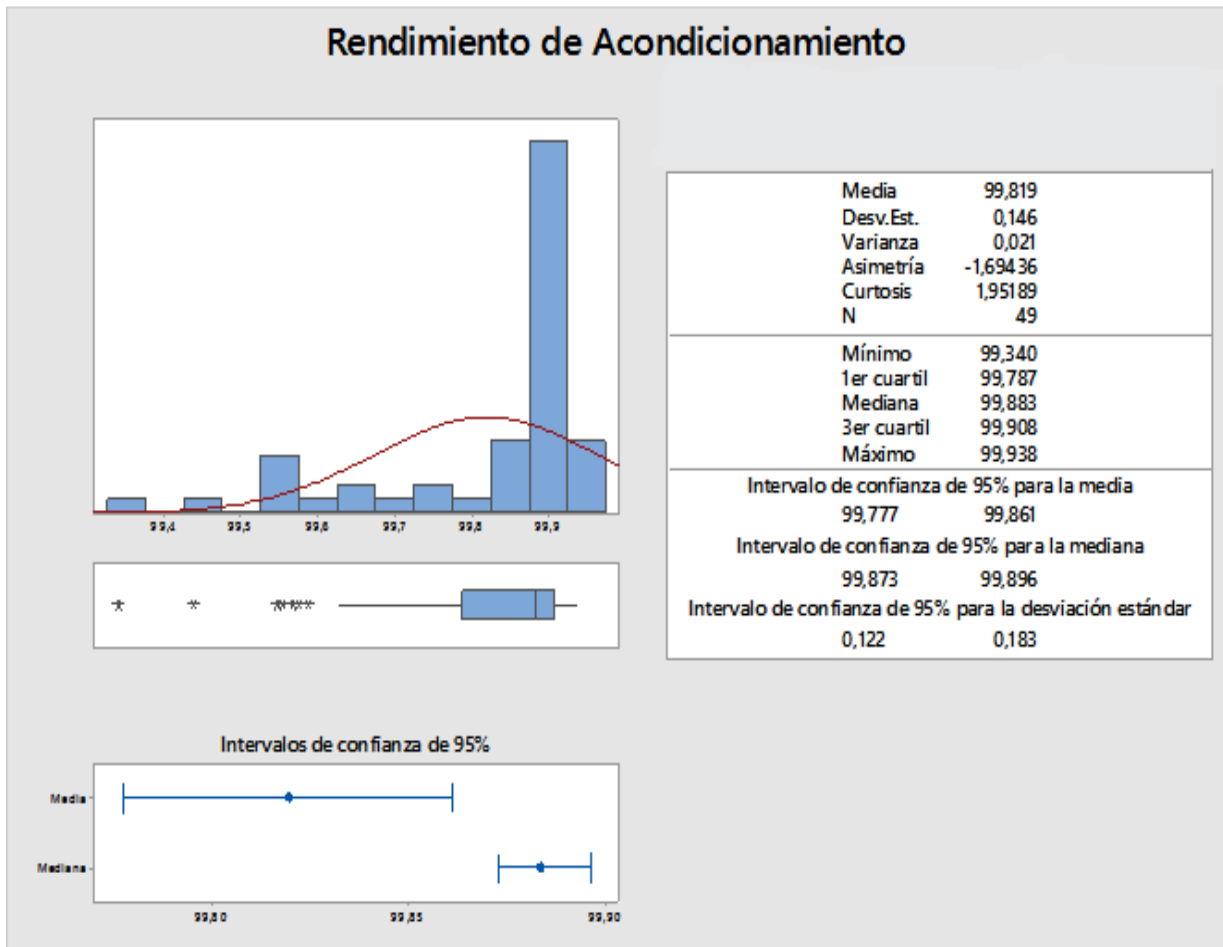 Rendimiento de Acondicionamiento
99,4 99,5 99,6 99,7 99,8 99,9
Media 99,819
Desv.Est. 0,146
Varianza 0,021
Asimetría -1,69436
Curtosis 1,95189
N 49
Mínimo 99,340
1er cuartil 99,787
Mediana 99,883
3er cuartil 99,908
Máximo 99,938
Intervalo de confianza de 95% para la media
99,777 99,861
Intervalo de confianza de 95% para la mediana
99,873 99,896
Intervalo de confianza de 95% para la desviación estándar
0,122 0,183
Intervalos de confianza de 95%
Media
Mediana
99,80 99,85 99,90